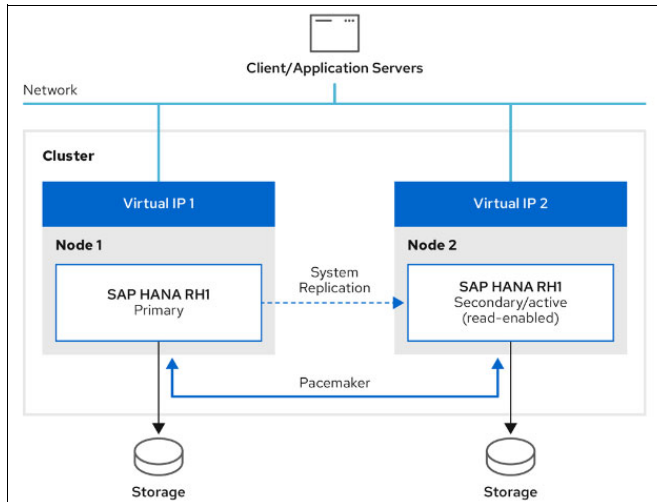 Client/Application Servers
Network
Cluster
Virtual IP 1
Virtual IP 2
Node 1
Node 2
SAP HANA RH1
Primary
System
Replication
SAP HANA RH1
Secondary/active
(read-enabled)
Pacemaker
Storage
Storage